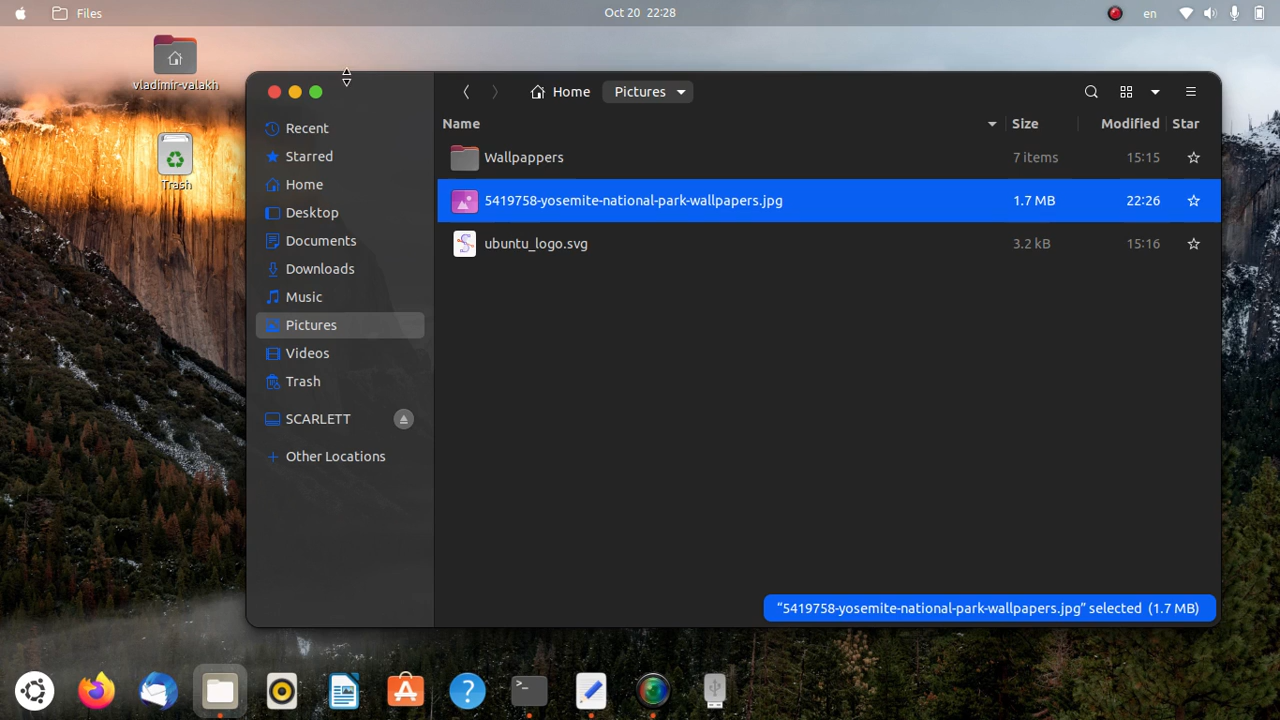 Files
Oct 20 22:28
en
vladimir-valakh
Trash
Home
Pictures
Recent
Starred
Home
Desktop
Documents
Downloads
Music
Pictures
Videos
Trash
SCARLETT
Other Locations
Name Size Modified Star
Wallpappers 7 items 15:15
5419758-yosemite-national-park-wallpapers.jpg 1.7 MB 22:26
ubuntu_logo.svg 3.2 kB 15:16
“5419758-yosemite-national-park-wallpapers.jpg” selected (1.7 MB)